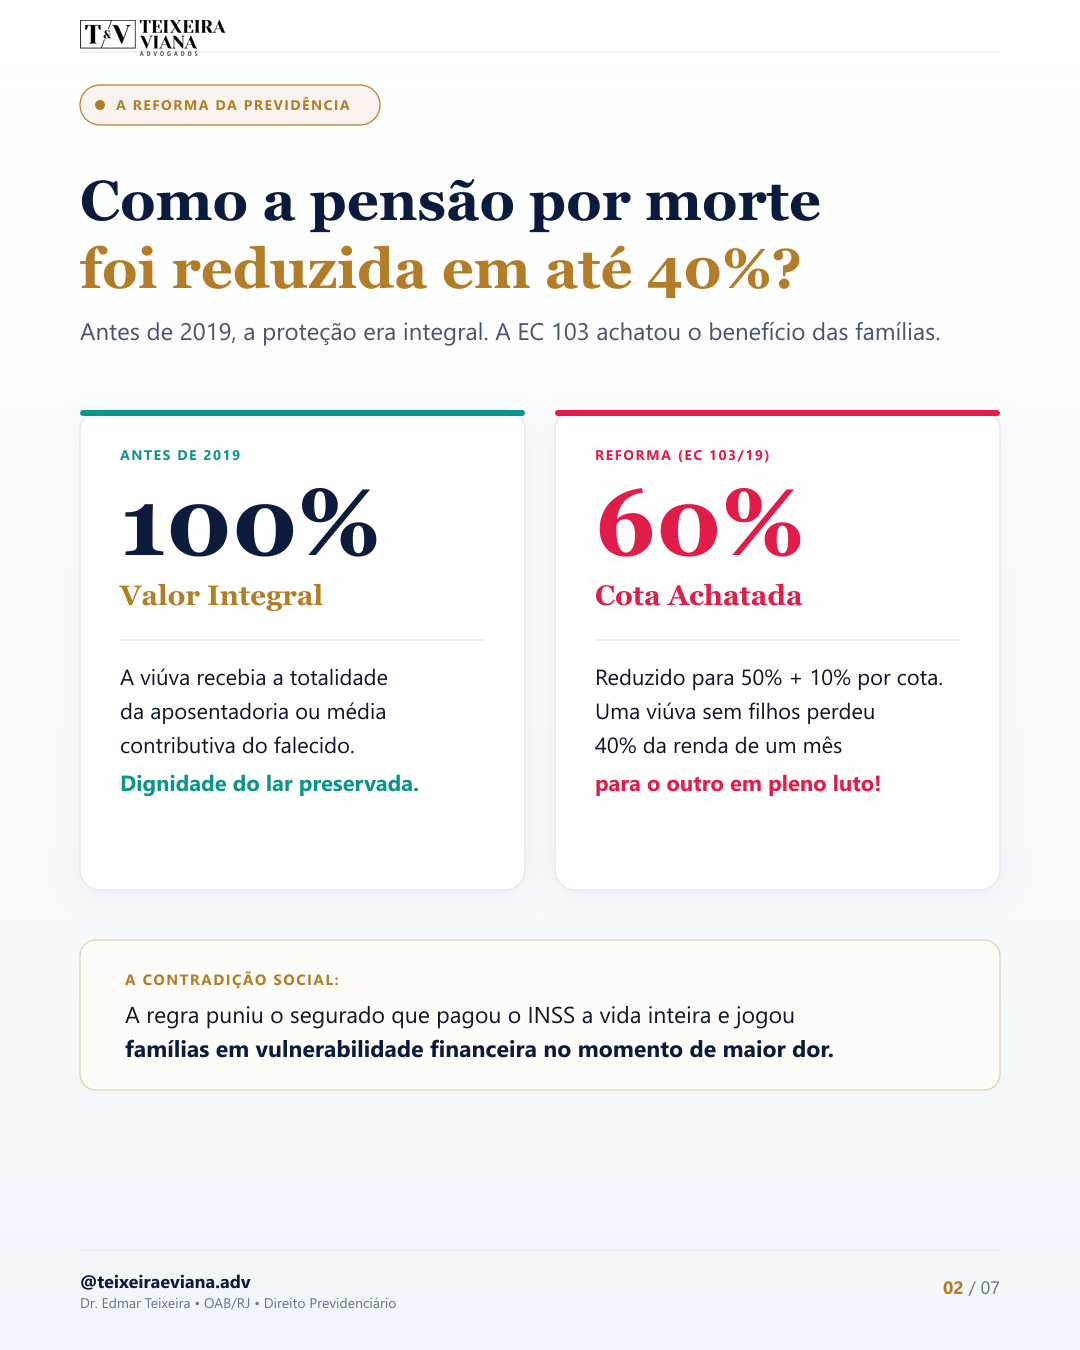 T&V TEIXEIRA
VIANA
ADVOGADOS
A REFORMA DA PREVIDÊNCIA
Como a pensão por morte
foi reduzida em até 40%?
Antes de 2019, a proteção era integral. A EC 103 achatou o benefício das famílias.
ANTES DE 2019
100%
Valor Integral
A viúva recebia a totalidade
da aposentadoria ou média
contributiva do falecido.
Dignidade do lar preservada.
REFORMA (EC 103/19)
60%
Cota Achatada
Reduzido para 50% + 10% por cota.
Uma viúva sem filhos perdeu
40% da renda de um mês
para o outro em pleno luto!
A CONTRADIÇÃO SOCIAL:
A regra puniu o segurado que pagou o INSS a vida inteira e jogou
famílias em vulnerabilidade financeira no momento de maior dor.
@teixeiraeviana.adv
Dr. Edmar Teixeira • OAB/RJ • Direito Previdenciário
02 / 07